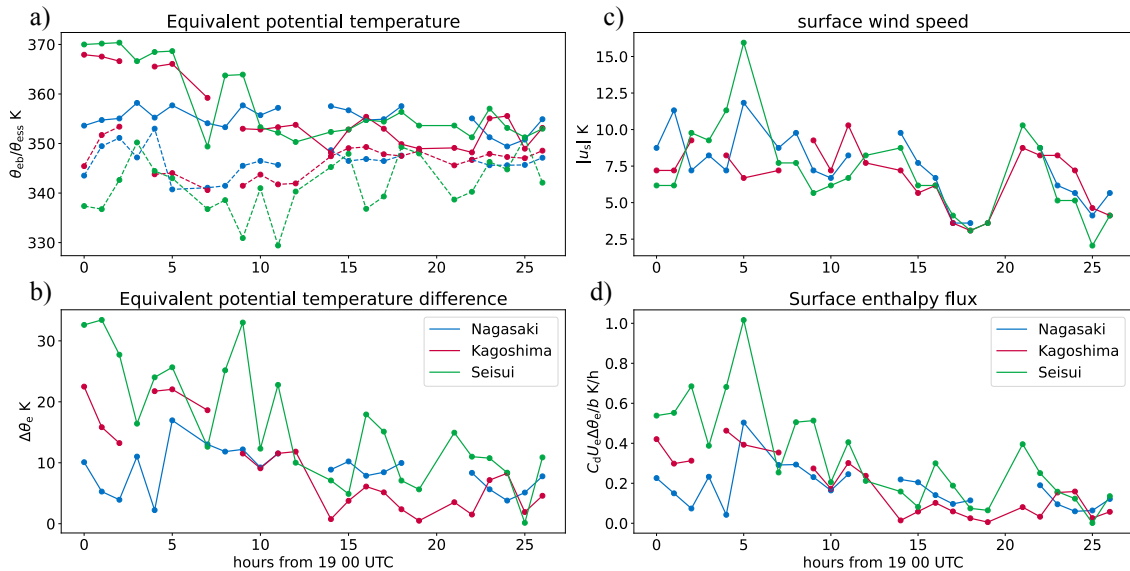 a) Equivalent potential temperature
θeb/θess K
370
360
350
340
330
0 5 10 15 20 25
c) surface wind speed
|us| K
15.0
12.5
10.0
7.5
5.0
2.5
0 5 10 15 20 25
b) Equivalent potential temperature difference
Δθe K
30
20
10
0
Nagasaki
Kagoshima
Seisui
0 5 10 15 20 25
hours from 19 00 UTC
d) Surface enthalpy flux
CdUeΔθe/b K/h
1.0
0.8
0.6
0.4
0.2
0.0
Nagasaki
Kagoshima
Seisui
0 5 10 15 20 25
hours from 19 00 UTC